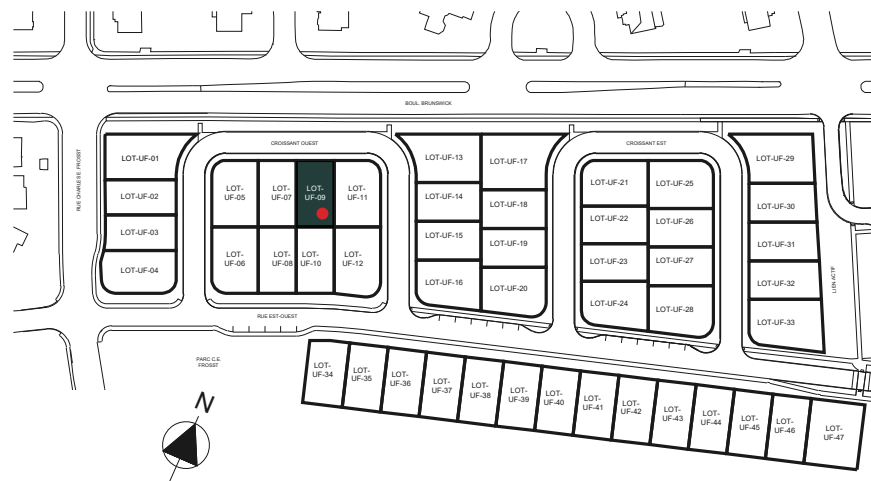 BOUL. BRUNSWICK
CROISSANT OUEST
CROISSANT EST
RUE CHARLES E. FROSST
LOT-UF-01
LOT-UF-02
LOT-UF-03
LOT-UF-04
LOT-
UF-05
LOT-
UF-07
LOT-
UF-09
LOT-
UF-11
LOT-
UF-06
LOT-
UF-08
LOT-
UF-10
LOT-
UF-12
LOT-UF-13
LOT-UF-14
LOT-UF-15
LOT-UF-16
LOT-UF-17
LOT-UF-18
LOT-UF-19
LOT-UF-20
LOT-UF-21
LOT-UF-22
LOT-UF-23
LOT-UF-24
LOT-UF-25
LOT-UF-26
LOT-UF-27
LOT-UF-28
LOT-UF-29
LOT-UF-30
LOT-UF-31
LOT-UF-32
LOT-UF-33
LIEN ACTIF
RUE EST-OUEST
PARC C.E.
FROSST
LOT-
UF-34
LOT-
UF-35
LOT-
UF-36
LOT-
UF-37
LOT-
UF-38
LOT-
UF-39
LOT-
UF-40
LOT-
UF-41
LOT-
UF-42
LOT-
UF-43
LOT-
UF-44
LOT-
UF-45
LOT-
UF-46
LOT-
UF-47
N